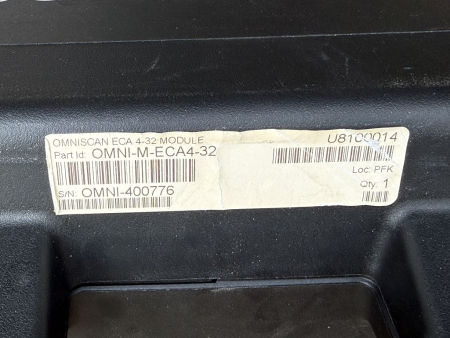 OMNISCAN ECA 4-32 MODULE
U8100014
Part Id: OMNI-M-ECA4-32
Loc: PFK
S/N: OMNI-400776
Qty: 1